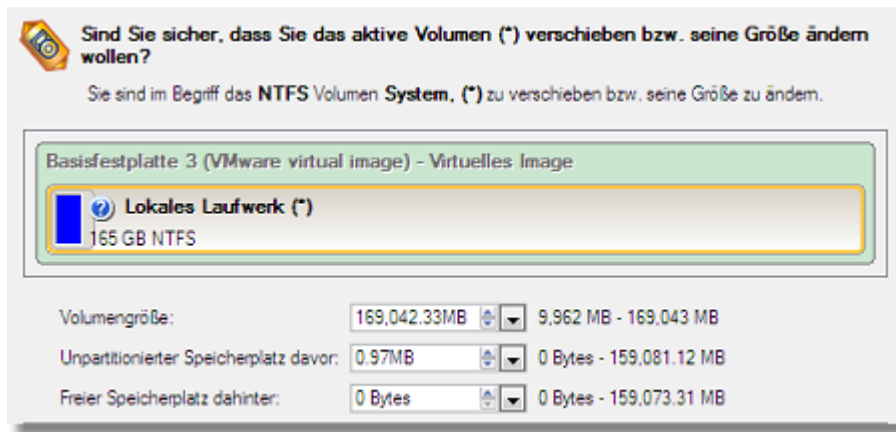 Sind Sie sicher, dass Sie das aktive Volumen (*) verschieben bzw. seine Größe ändern
wollen?
Sie sind im Begriff das NTFS Volumen System, (*) zu verschieben bzw. seine Größe zu ändern.
Basisfestplatte 3 (VMware virtual image) - Virtuelles Image
Lokales Laufwerk (*)
165 GB NTFS
Volumengröße: 169,042.33MB 9,962 MB - 169,043 MB
Unpartitionierter Speicherplatz davor: 0.97MB 0 Bytes - 159,081.12 MB
Freier Speicherplatz dahinter: 0 Bytes 0 Bytes - 159,073.31 MB